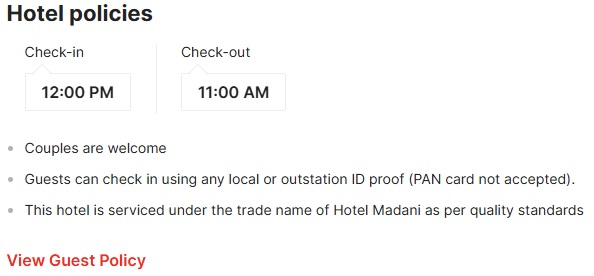 Hotel policies
Check-in Check-out
12:00 PM 11:00 AM
Couples are welcome
Guests can check in using any local or outstation ID proof (PAN card not accepted).
This hotel is serviced under the trade name of Hotel Madani as per quality standards
View Guest Policy